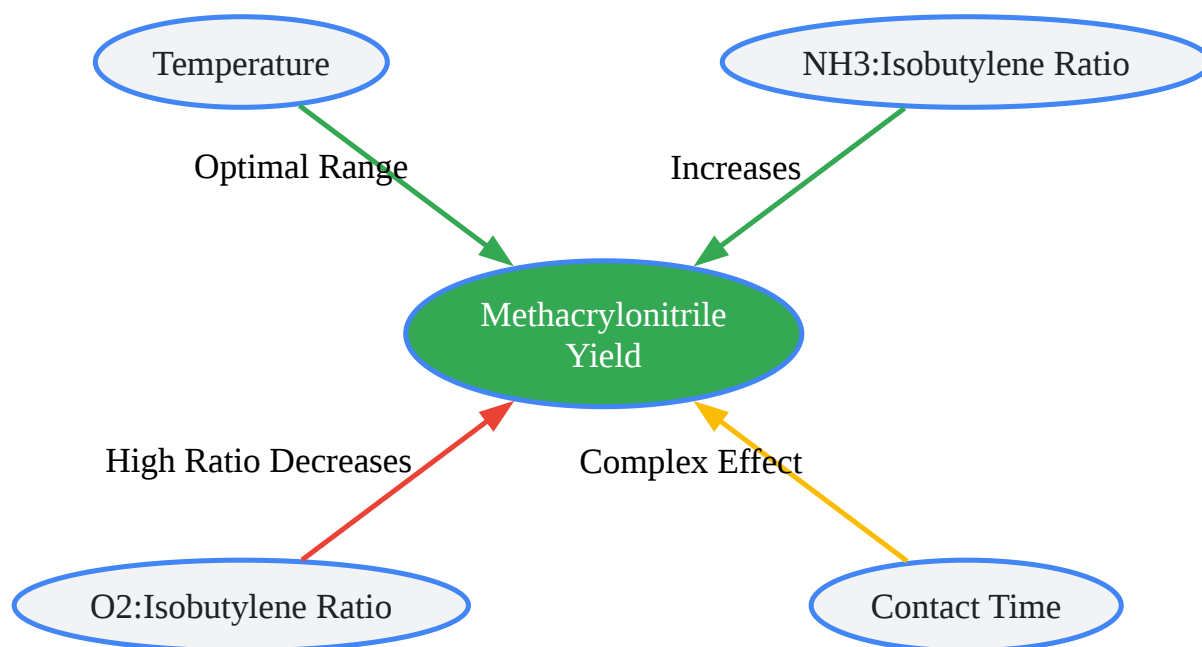 Temperature
NH3:Isobutylene Ratio
Optimal Range
Increases
Methacrylonitrile
Yield
High Ratio Decreases
Complex Effect
O2:Isobutylene Ratio
Contact Time